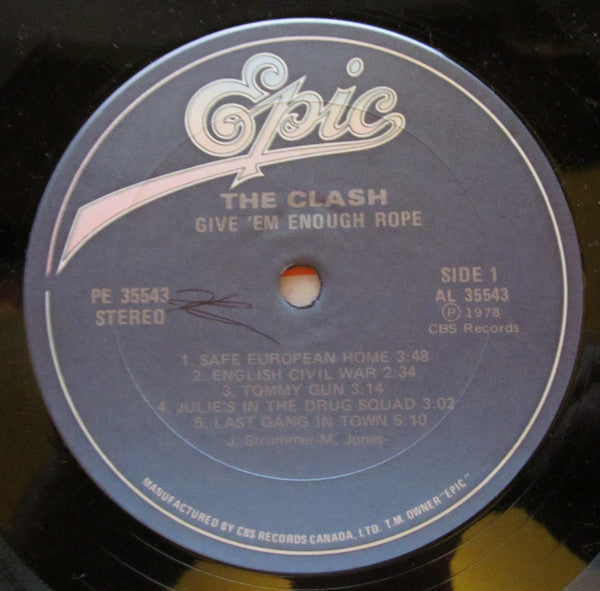 Epic
THE CLASH
GIVE 'EM ENOUGH ROPE
PE 35543
STEREO
SIDE 1
AL 35543
Ⓟ 1978
CBS Records
1. SAFE EUROPEAN HOME 3:48
2. ENGLISH CIVIL WAR 2:34
3. TOMMY GUN 3:14
4. JULIE'S IN THE DRUG SQUAD 3:02
5. LAST GANG IN TOWN 5:10
-J. Strummer-M. Jones-
MANUFACTURED BY CBS RECORDS CANADA, LTD. T.M. OWNER "EPIC"